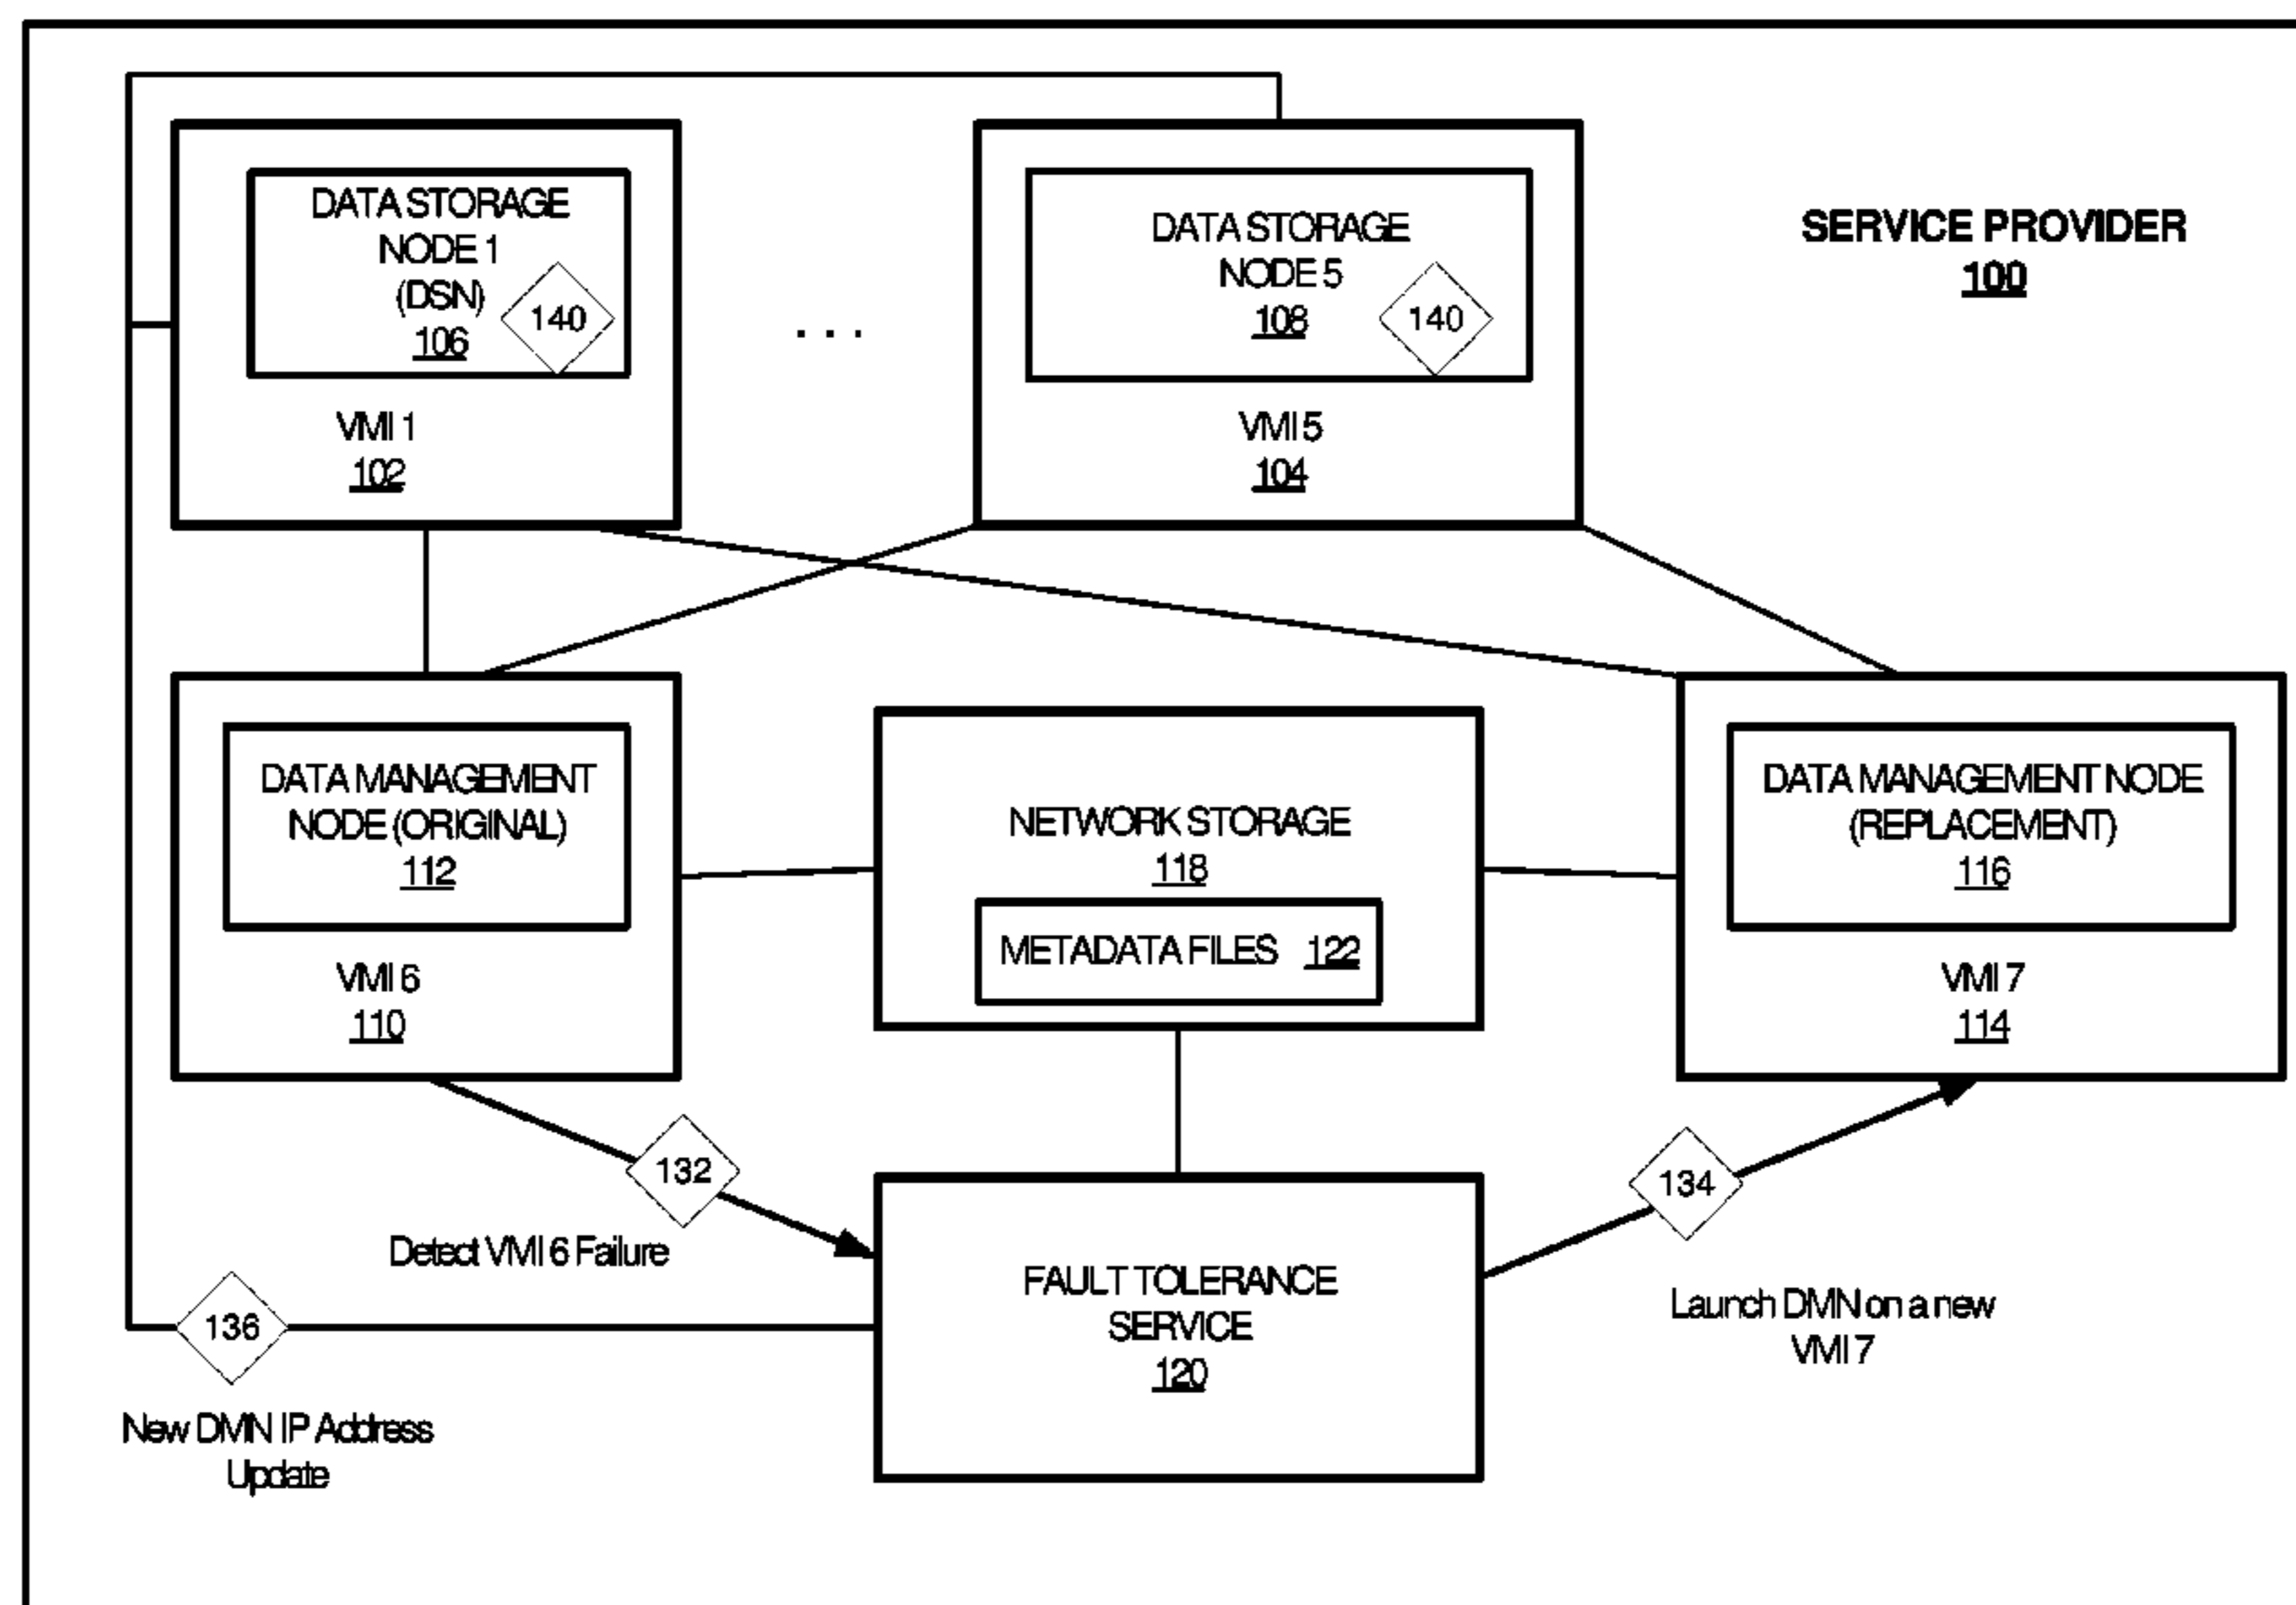 DATA STORAGE
NODE 1
(DSN)
106
140
VMI 1
102
. . .
DATA STORAGE
NODE 5
108
140
VMI 5
104
SERVICE PROVIDER
100
DATA MANAGEMENT
NODE (ORIGINAL)
112
VMI 6
110
NETWORK STORAGE
118
METADATA FILES 122
DATA MANAGEMENT NODE
(REPLACEMENT)
116
VMI 7
114
132
Detect VMI 6 Failure
134
Launch DMN on a new
VMI 7
136
New DMN IP Address
Update
FAULT TOLERANCE
SERVICE
120